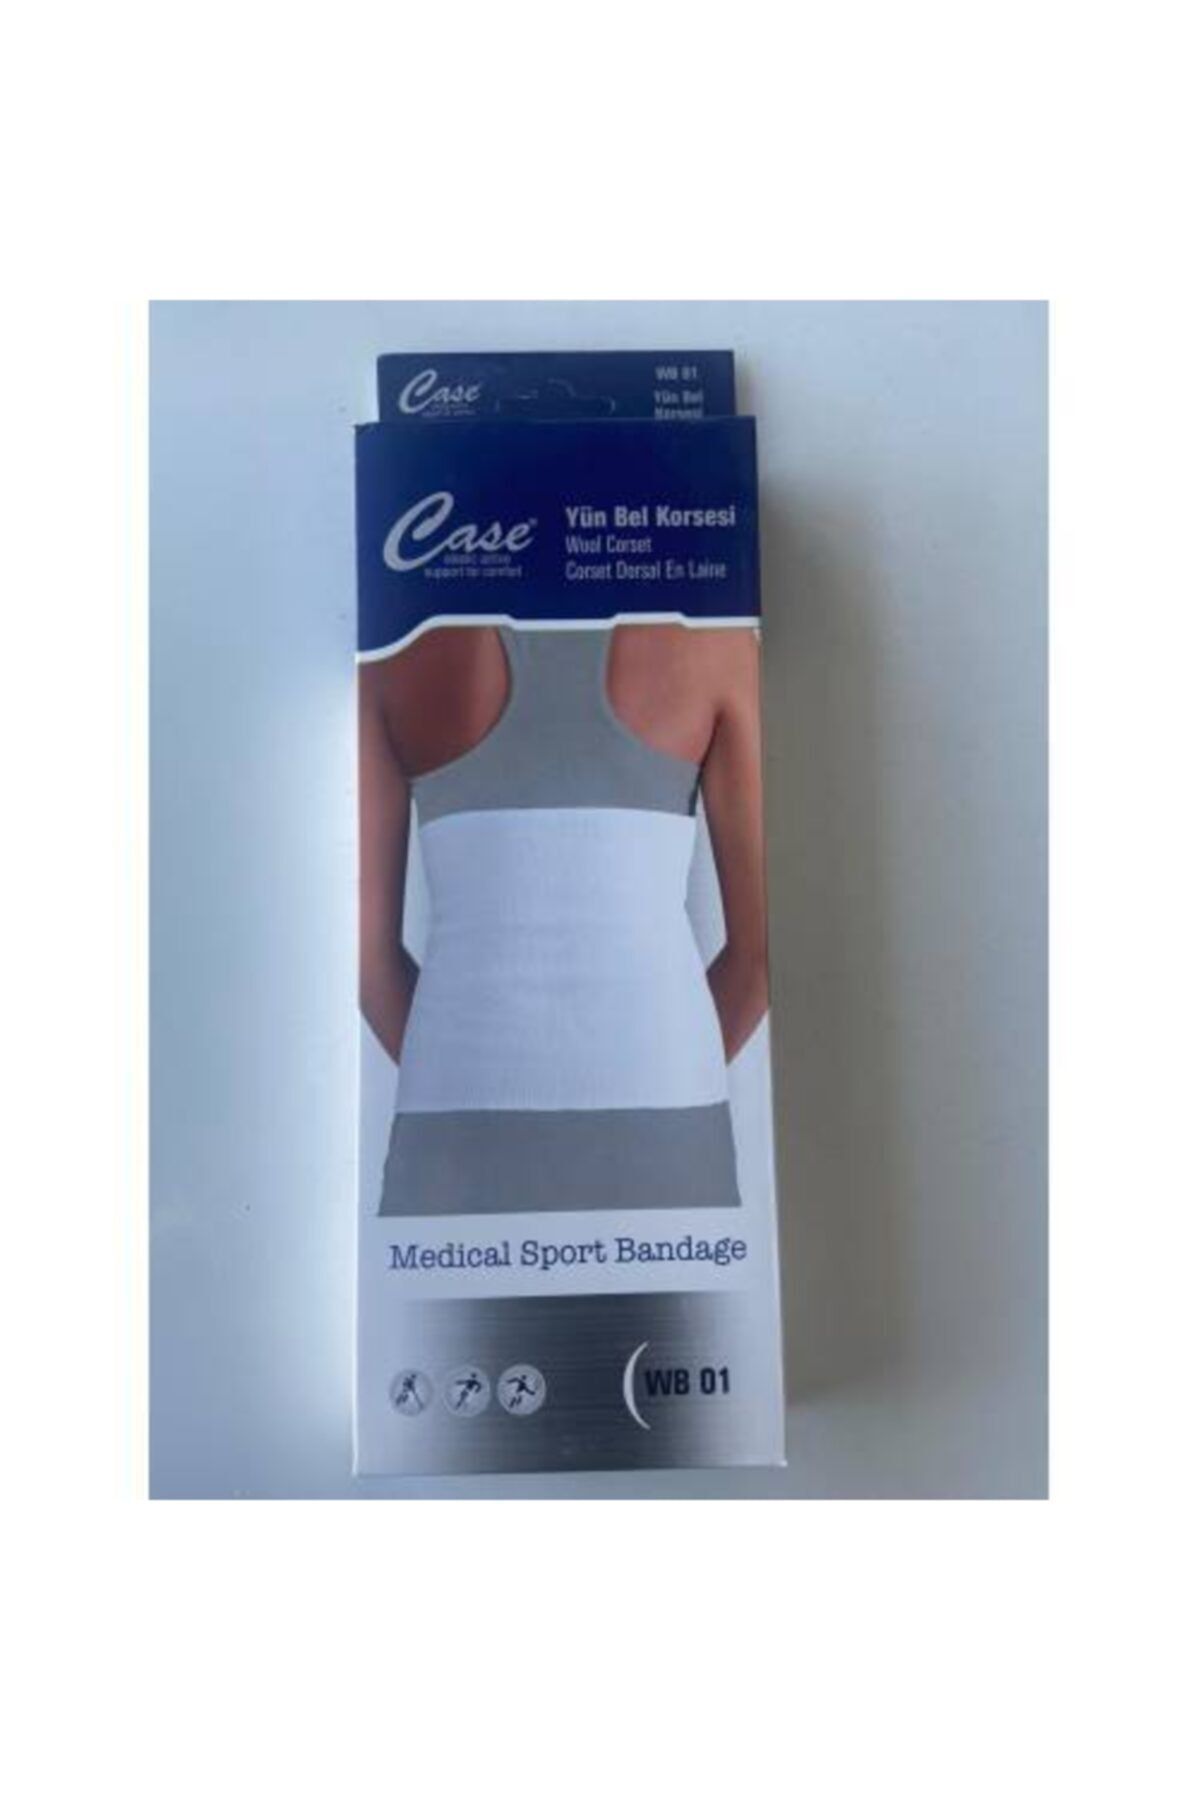 Case
WB 01
Yün Bel
Korsesi
Case
support for comfort
Yün Bel Korsesi
Wool Corset
Corset Dorsal En Laine
Medical Sport Bandage
WB 01